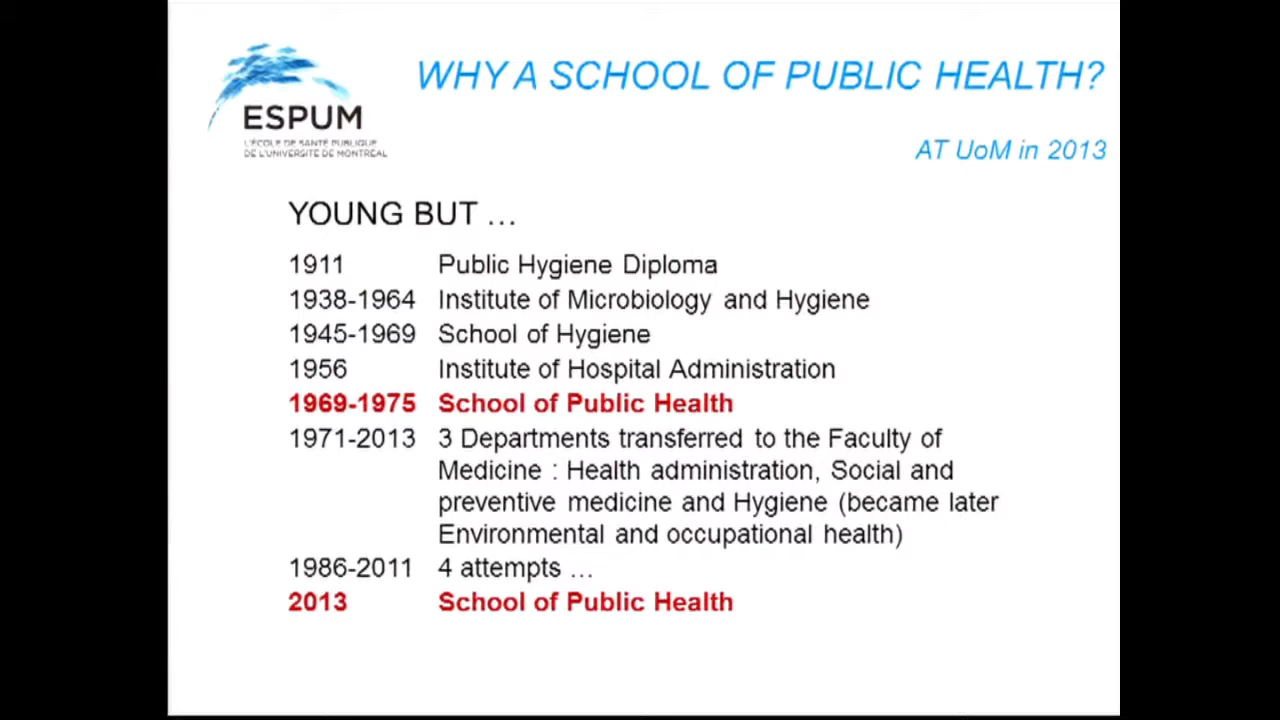 WHY A SCHOOL OF PUBLIC HEALTH?
ESPUM
L'ÉCOLE DE SANTÉ PUBLIQUE
DE L'UNIVERSITÉ DE MONTRÉAL
AT UoM in 2013
YOUNG BUT …
1911 Public Hygiene Diploma
1938-1964 Institute of Microbiology and Hygiene
1945-1969 School of Hygiene
1956 Institute of Hospital Administration
1969-1975 School of Public Health
1971-2013 3 Departments transferred to the Faculty of
Medicine : Health administration, Social and
preventive medicine and Hygiene (became later
Environmental and occupational health)
1986-2011 4 attempts …
2013 School of Public Health